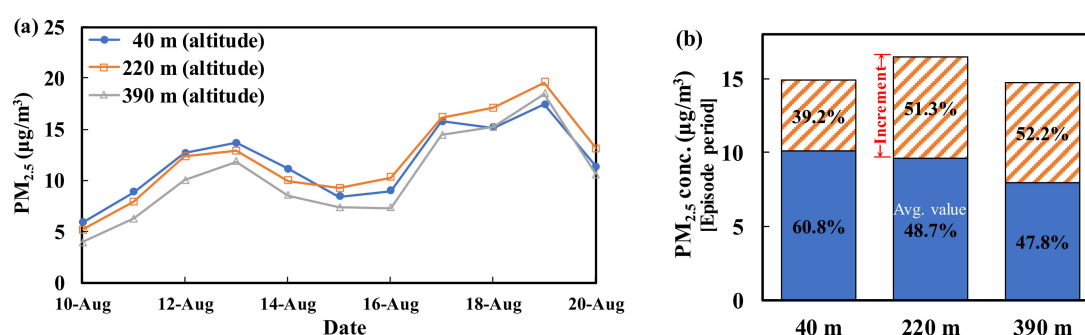 (a)
25
20
15
10
5
0
PM2.5 (μg/m³)
40 m (altitude)
220 m (altitude)
390 m (altitude)
10-Aug 12-Aug 14-Aug 16-Aug 18-Aug 20-Aug
Date
(b)
PM2.5 conc. (μg/m³)
[Episode period]
15
10
5
0
Increment
39.2%
51.3%
52.2%
Avg. value
60.8%
48.7%
47.8%
40 m 220 m 390 m